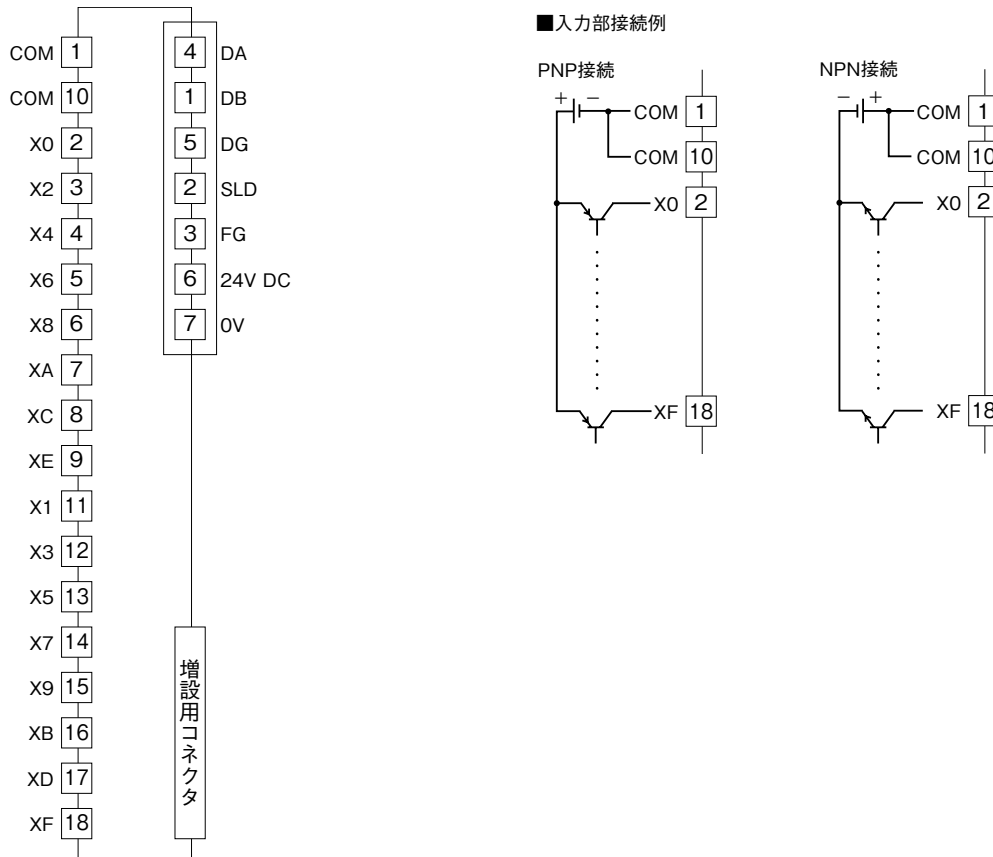 COM 1
COM 10
X0 2
X2 3
X4 4
X6 5
X8 6
XA 7
XC 8
XE 9
X1 11
X3 12
X5 13
X7 14
X9 15
XB 16
XD 17
XF 18
4 DA
1 DB
5 DG
2 SLD
3 FG
6 24V DC
7 0V
増設用コネクタ
■入力部接続例
PNP接続
+ −
COM 1
COM 10
X0 2
XF 18
NPN接続
− +
COM 1
COM 10
X0 2
XF 18